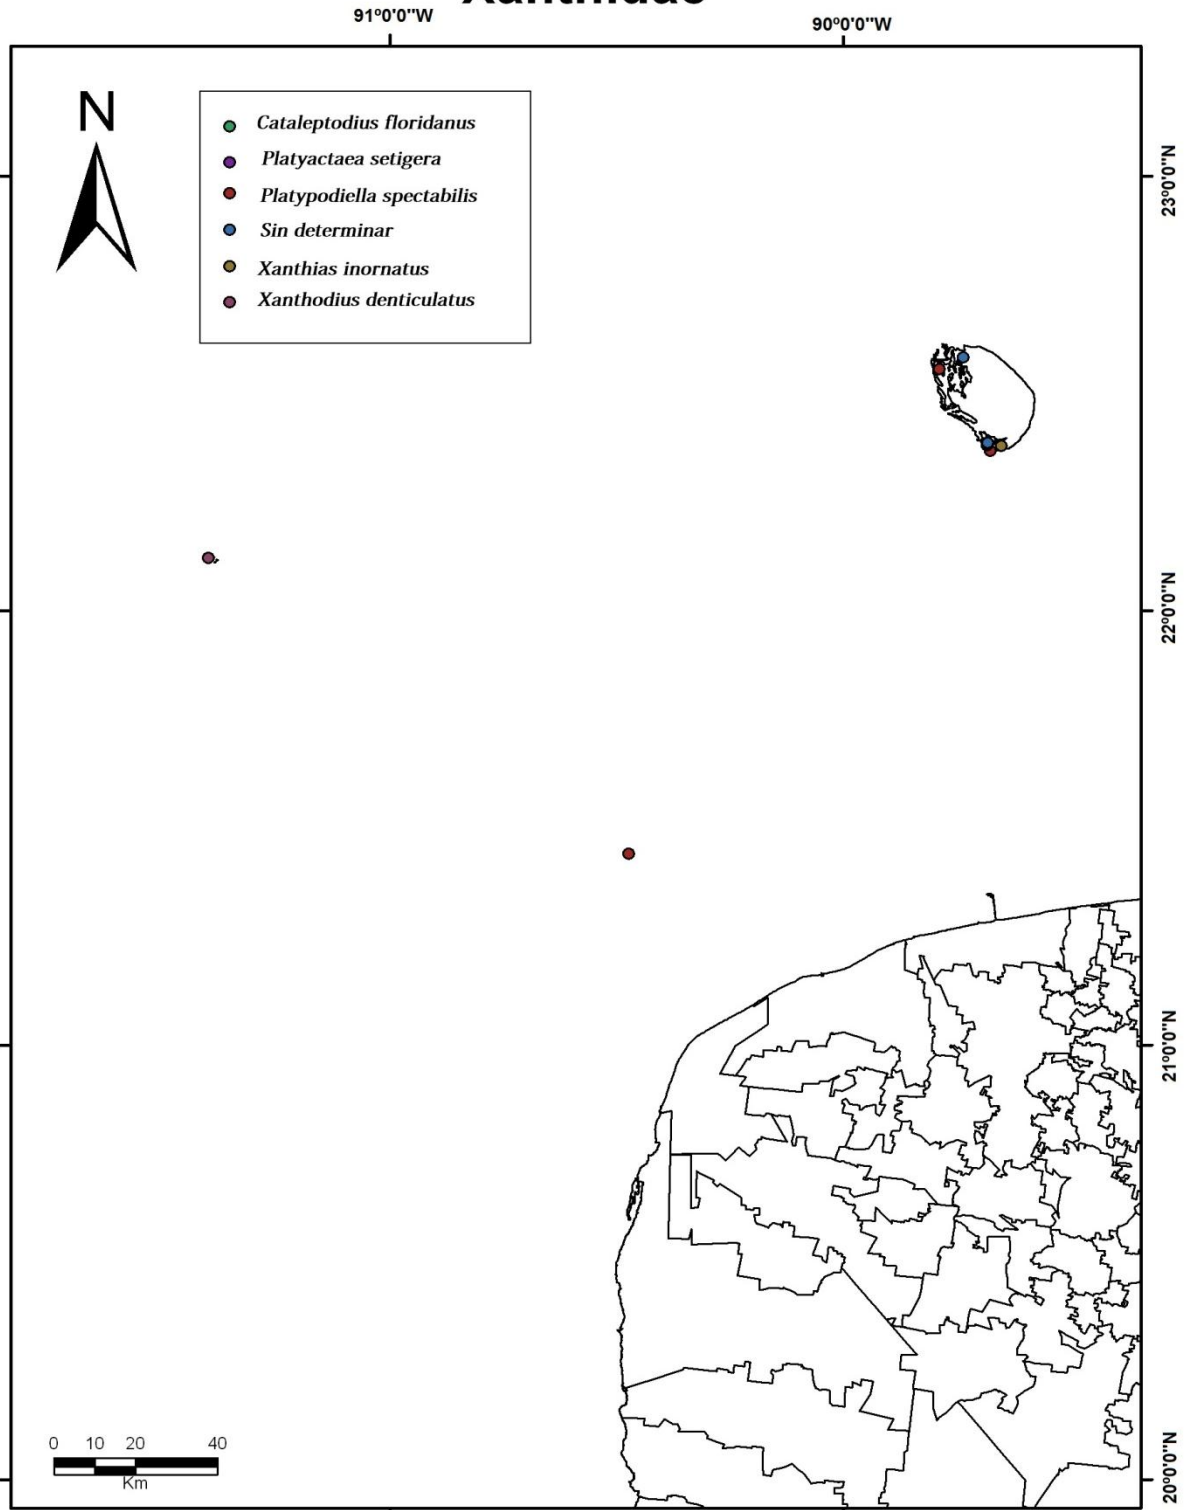 Xanthidae
91°0'0"W
90°0'0"W
N
Cataleptodius floridanus
Platyactaea setigera
Platypodiella spectabilis
Sin determinar
Xanthias inornatus
Xanthodius denticulatus
23°0'0"N
22°0'0"N
21°0'0"N
20°0'0"N
0 10 20 40
Km